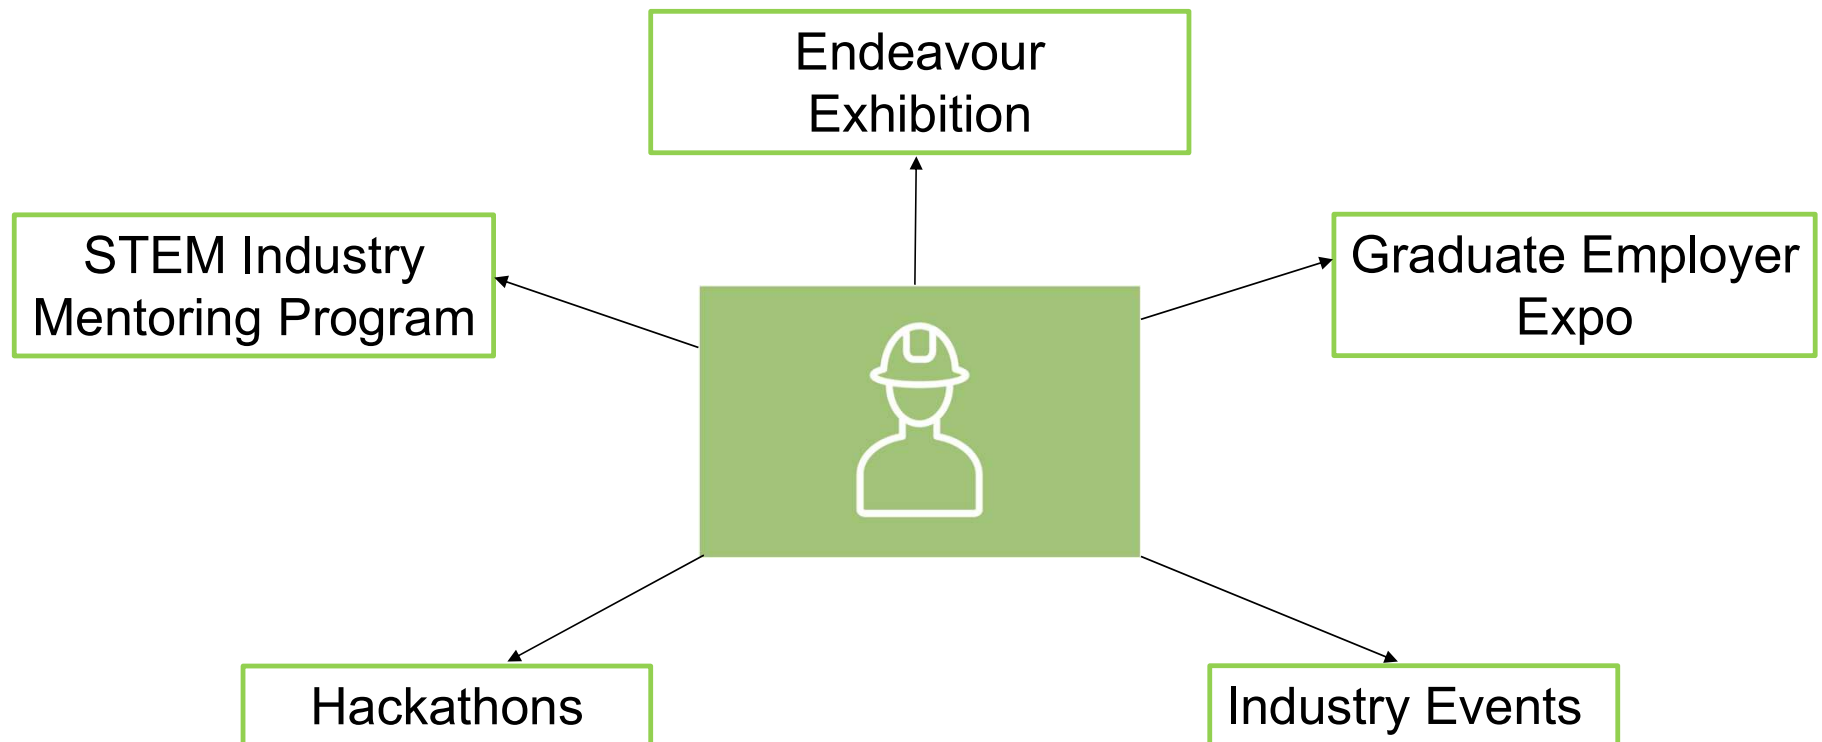 Endeavour
Exhibition
STEM Industry
Mentoring Program
Graduate Employer
Expo
Hackathons
Industry Events